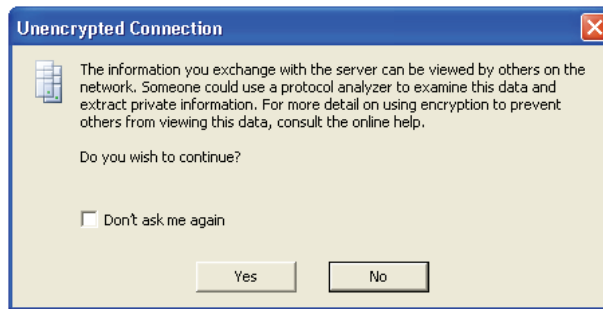 Unencrypted Connection
The information you exchange with the server can be viewed by others on the
network. Someone could use a protocol analyzer to examine this data and
extract private information. For more detail on using encryption to prevent
others from viewing this data, consult the online help.
Do you wish to continue?
Don't ask me again
Yes
No